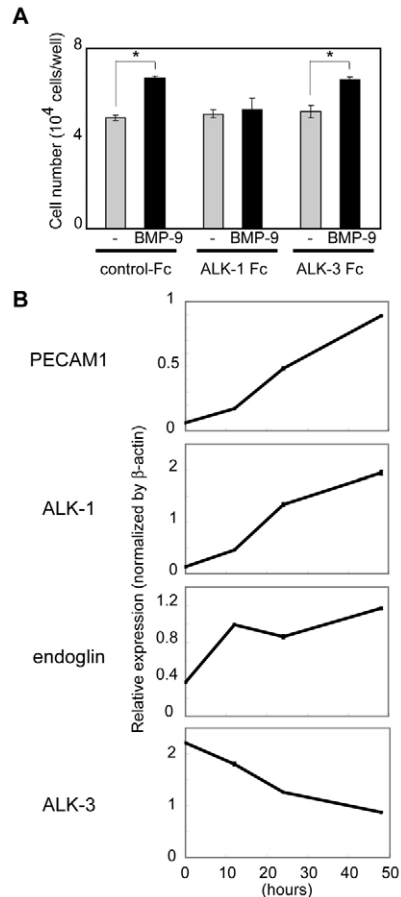 A
Cell number (10⁴ cells/well)
8
4
0
*
*
- BMP-9 - BMP-9 - BMP-9
control-Fc ALK-1 Fc ALK-3 Fc
B
Relative expression (normalized by β-actin)
PECAM1
1
0.5
0
ALK-1
2
1
0
endoglin
1.2
0.8
0.4
0
ALK-3
2
1
0
0 10 20 30 40 50
(hours)